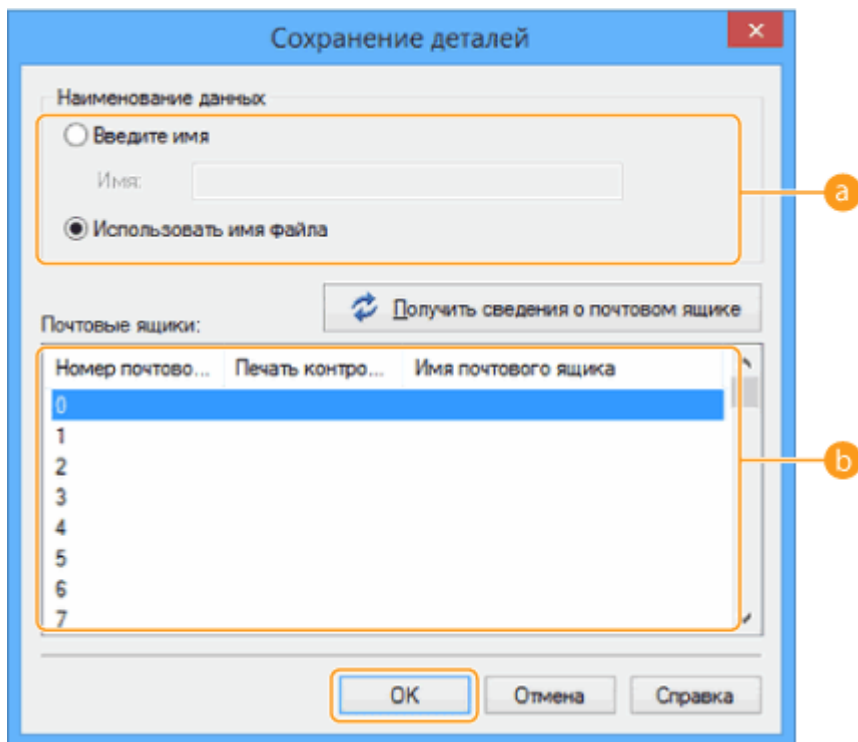 Сохранение деталей
Наименование данных
Введите имя
Имя:
a
Использовать имя файла
Получить сведения о почтовом ящике
Почтовые ящики:
Номер почтово... Печать контро... Имя почтового ящика
0
1
2
3
b
4
5
6
7
OK Отмена Справка